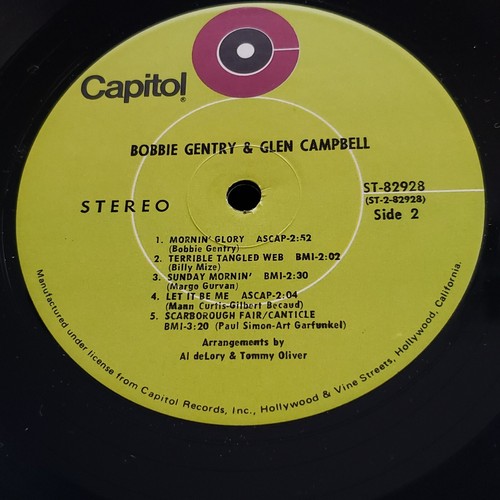 Capitol®
BOBBIE GENTRY & GLEN CAMPBELL
STEREO
ST-82928
(ST-2-82928)
Side 2
1. MORNIN' GLORY ASCAP-2:52
(Bobbie Gentry)
2. TERRIBLE TANGLED WEB BMI-2:02
(Billy Mize)
3. SUNDAY MORNIN' BMI-2:30
(Margo Gurvan)
4. LET IT BE ME ASCAP-2:04
(Mann Curtis-Gilbert Becaud)
5. SCARBOROUGH FAIR/CANTICLE
BMI-3:20 (Paul Simon-Art Garfunkel)
Arrangements by
Al deLory & Tommy Oliver
Manufactured under license from Capitol Records, Inc., Hollywood & Vine Streets, Hollywood, California.